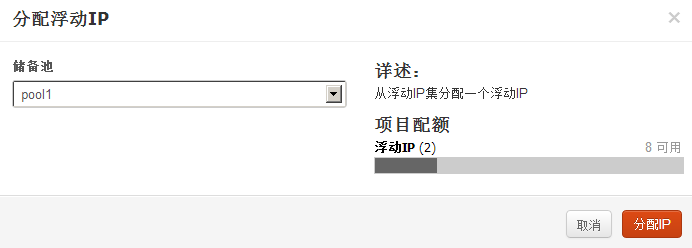 分配浮动IP
×
储备池
pool1
详述：
从浮动IP集分配一个浮动IP
项目配额
浮动IP (2)
8 可用
取消
分配IP